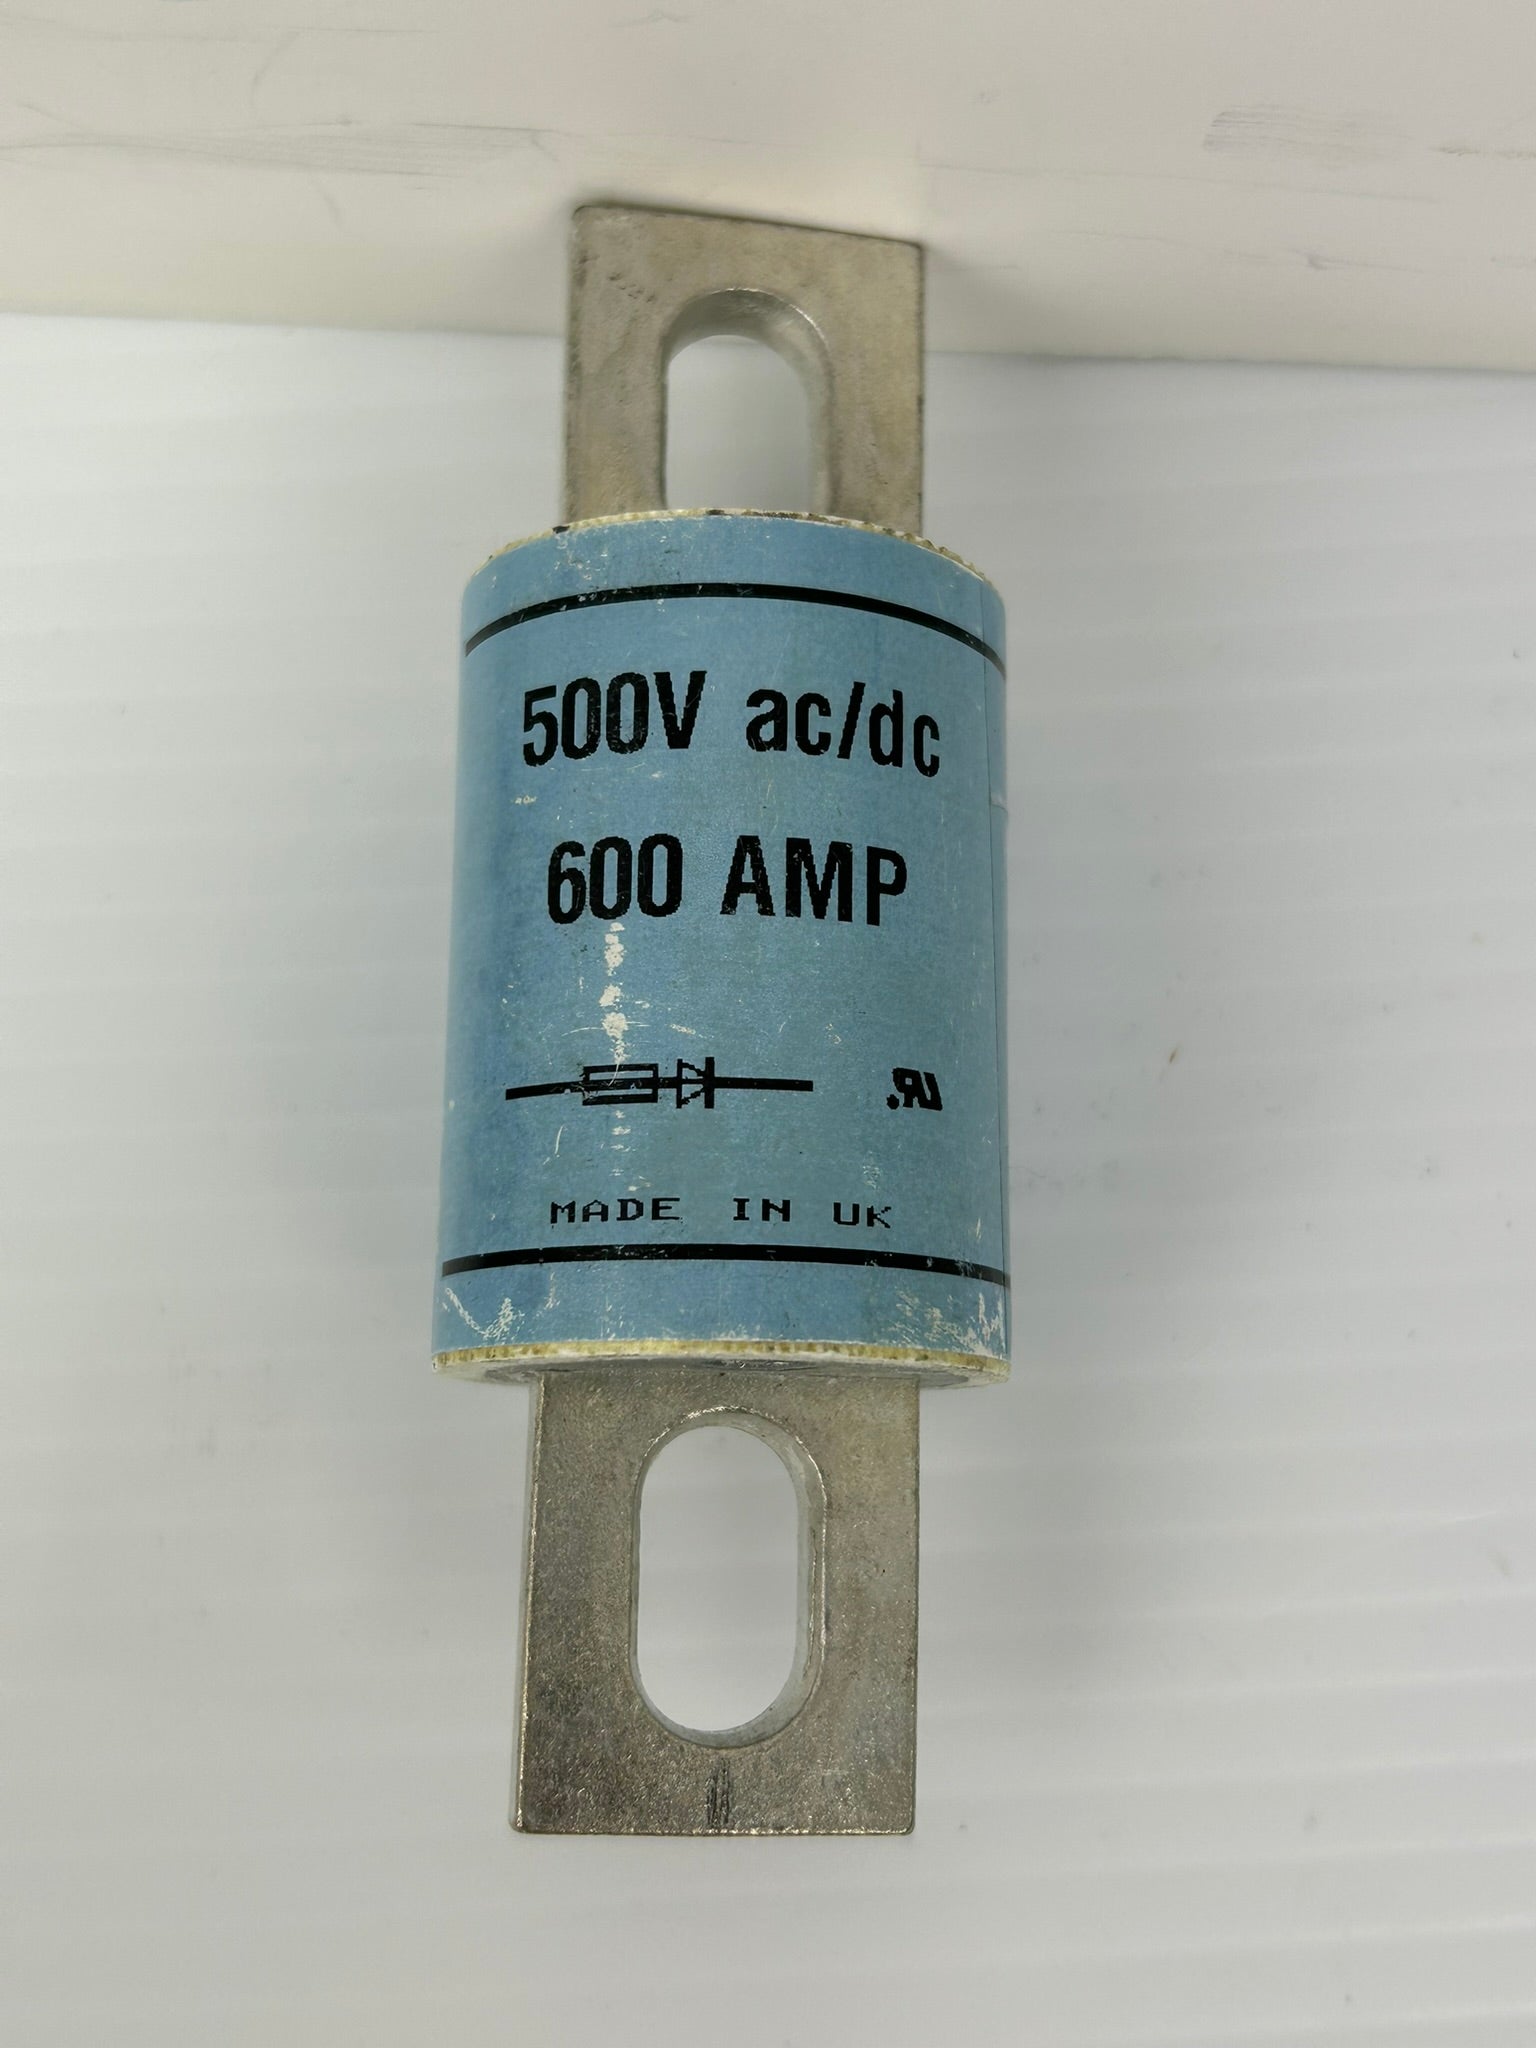 500V ac/dc
600 AMP
MADE IN UK